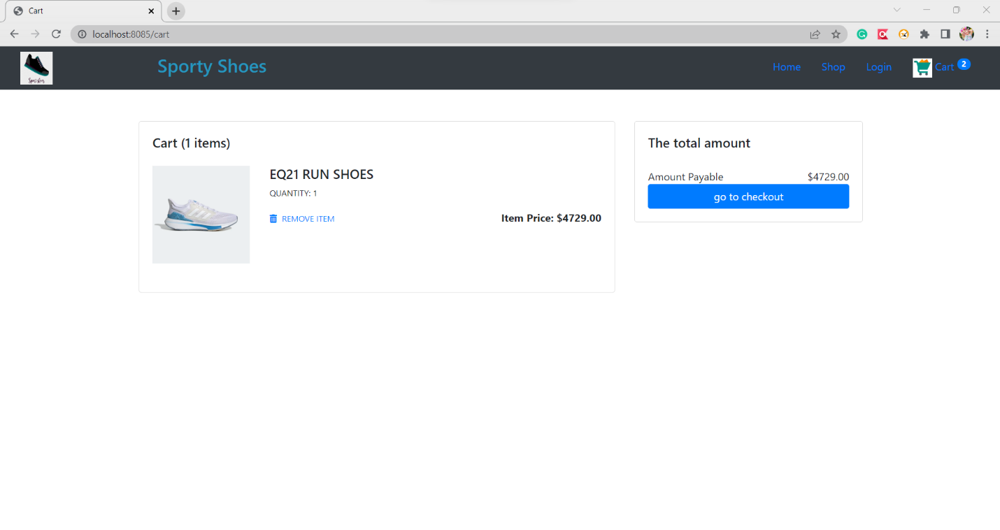 Cart
localhost:8085/cart
Sporty Shoes
Home
Shop
Login
Cart 2
Cart (1 items)
EQ21 RUN SHOES
QUANTITY: 1
REMOVE ITEM
Item Price: $4729.00
The total amount
Amount Payable $4729.00
go to checkout